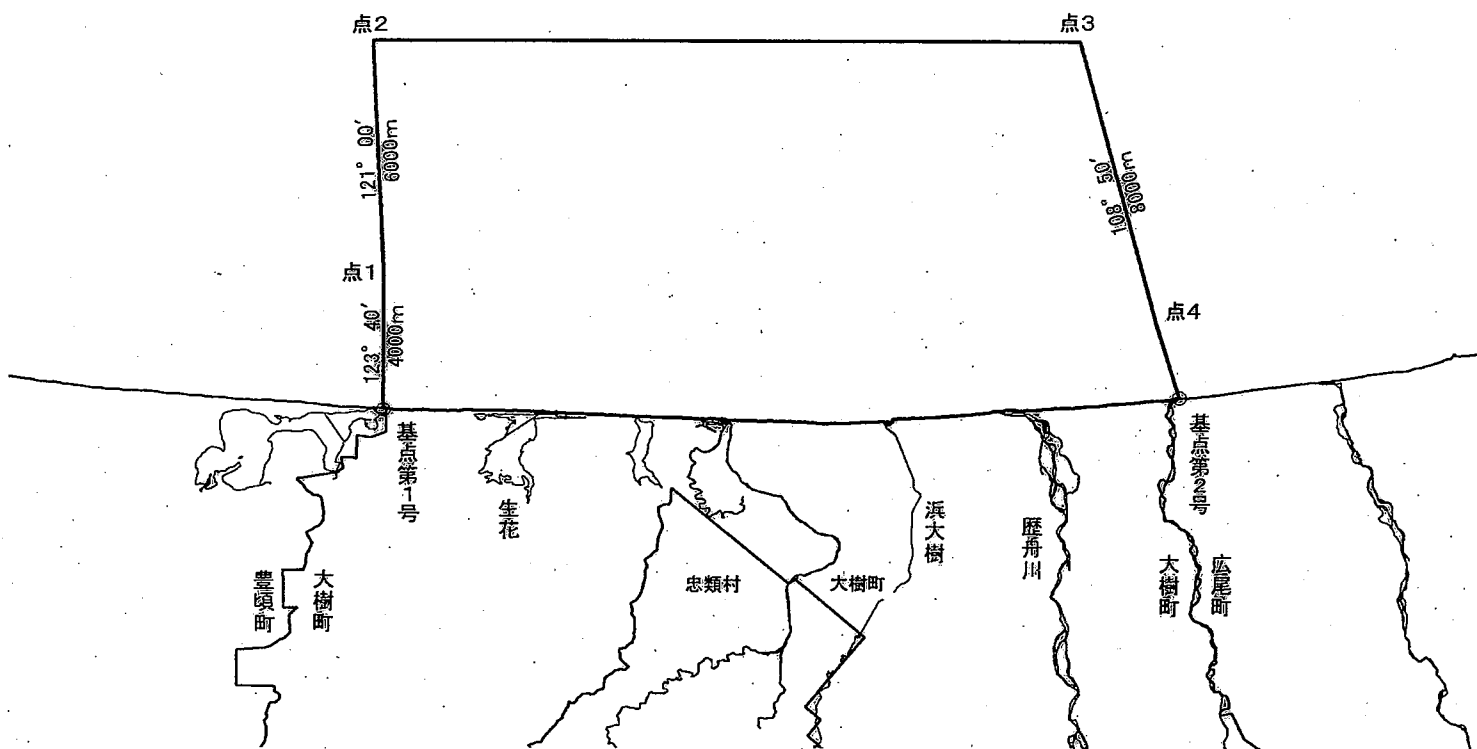 点2
点3
121° 00′
6000m
108° 50′
8000m
点1
点4
123° 40′
4000m
基点第1号
基点第2号
生花
浜大樹
歴舟川
豊頃町
大樹町
忠類村
大樹町
大樹町
広尾町